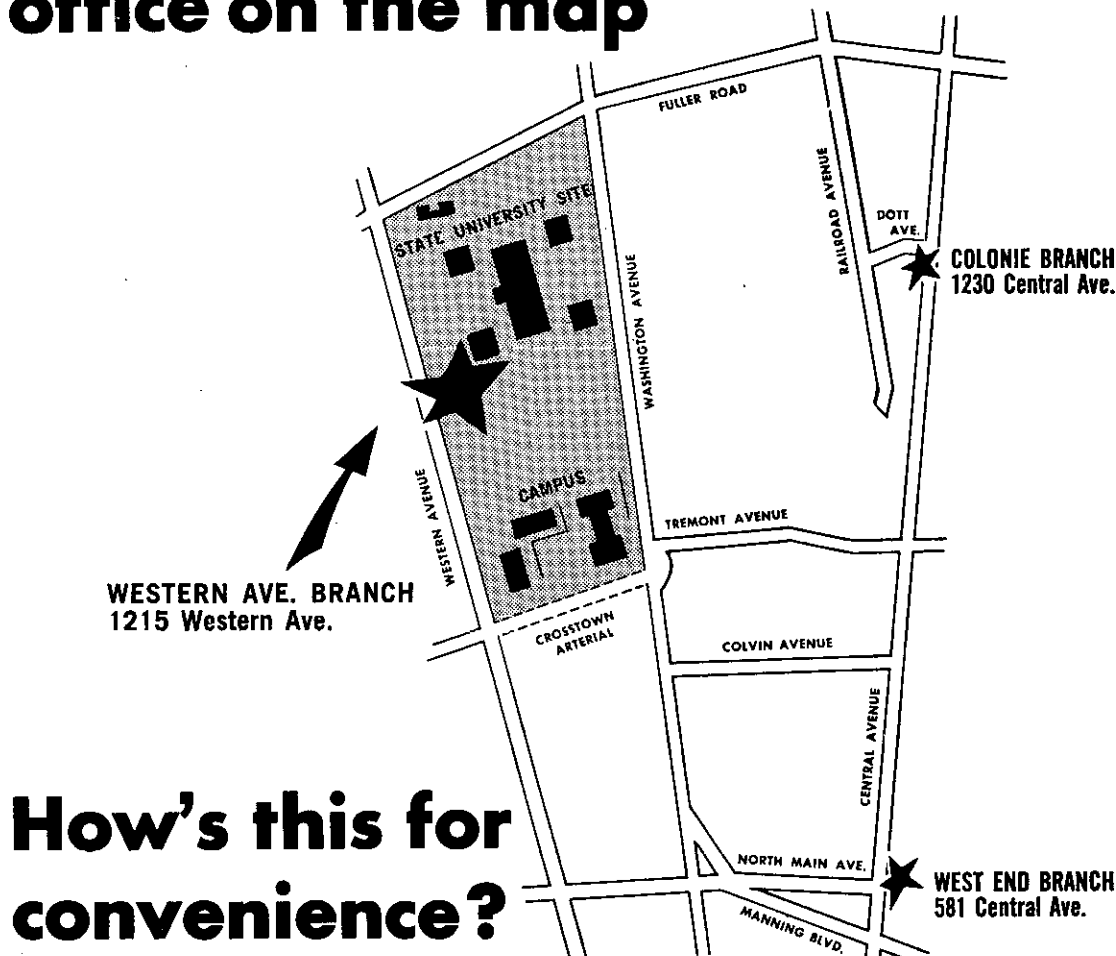 office on the map
FULLER ROAD
STATE UNIVERSITY SITE
RAILROAD AVENUE
DOTT
AVE.
COLONIE BRANCH
1230 Central Ave.
WASHINGTON AVENUE
WESTERN AVENUE
CAMPUS
TREMONT AVENUE
WESTERN AVE. BRANCH
1215 Western Ave.
CROSSTOWN
ARTERIAL
COLVIN AVENUE
CENTRAL AVENUE
How's this for
convenience?
NORTH MAIN AVE.
WEST END BRANCH
581 Central Ave.
MANNING BLVD.